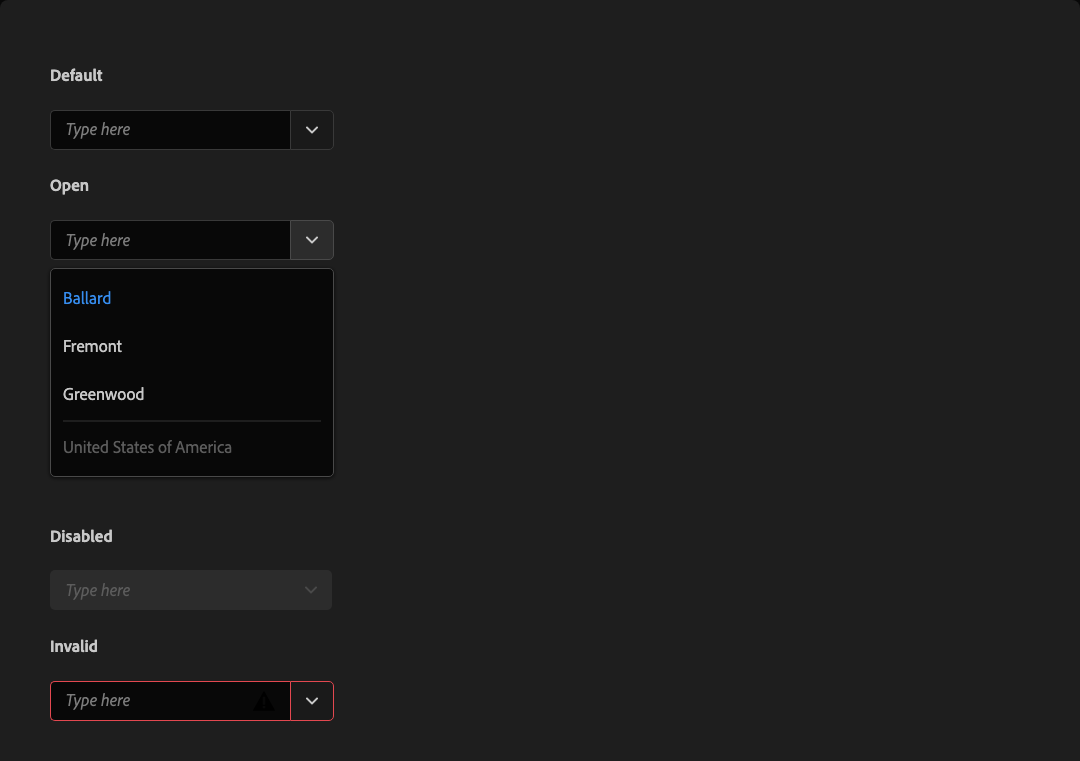 Default
Type here
Open
Type here
Ballard
Fremont
Greenwood
United States of America
Disabled
Type here
Invalid
Type here